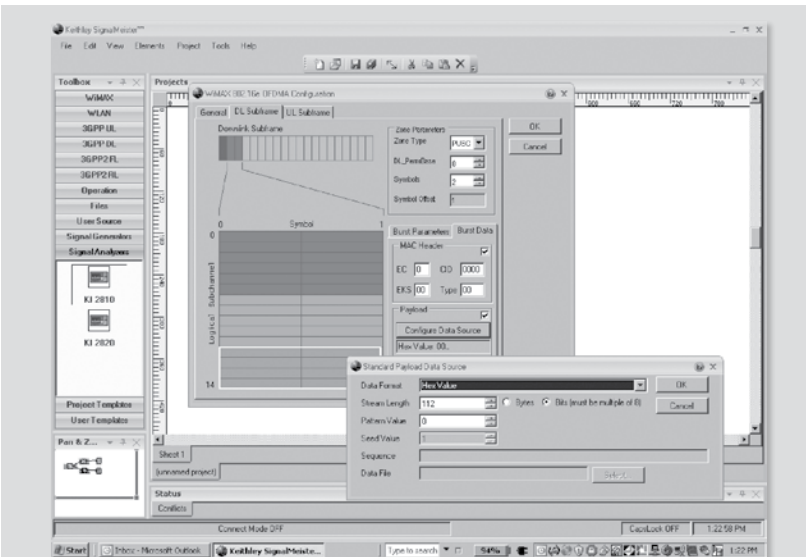 Keithley SignalMeister™
File Edit View Elements Project Tools Help
Toolbox
WiMAX
WLAN
3GPP UL
3GPP DL
3GPP2 FL
3GPP2 RL
Operation
Files
User Source
Signal Generators
Signal Analyzers
KI 2810
KI 2820
Project Templates
User Templates
Pan & Z...
Projects
WiMAX 802.16e OFDMA Configuration
General DL Subframe UL Subframe
Downlink Subframe
Zone Parameters
Zone Type PUSC
DL_PermBase 0
Symbols 2
Symbol Offset 1
OK
Cancel
0 Symbol 1
0
Logical Subchannel
14
Burst Parameters Burst Data
MAC Header
EC 0 CID 0000
EKS 00 Type 00
Payload
Configure Data Source
Hex Value: 00..
Standard Payload Data Source
Data Format Hex Value OK
Stream Length 112 Bytes Bits (must be multiple of 8) Cancel
Pattern Value 0
Seed Value 1
Sequence
Data File Select...
Sheet 1
(unnamed project)
Status
Conflicts
Connect Mode OFF CapsLock OFF 1:22:58 PM
Start Inbox - Microsoft Outlook Keithley SignalMeiste... Type to search 94% 1:22 PM